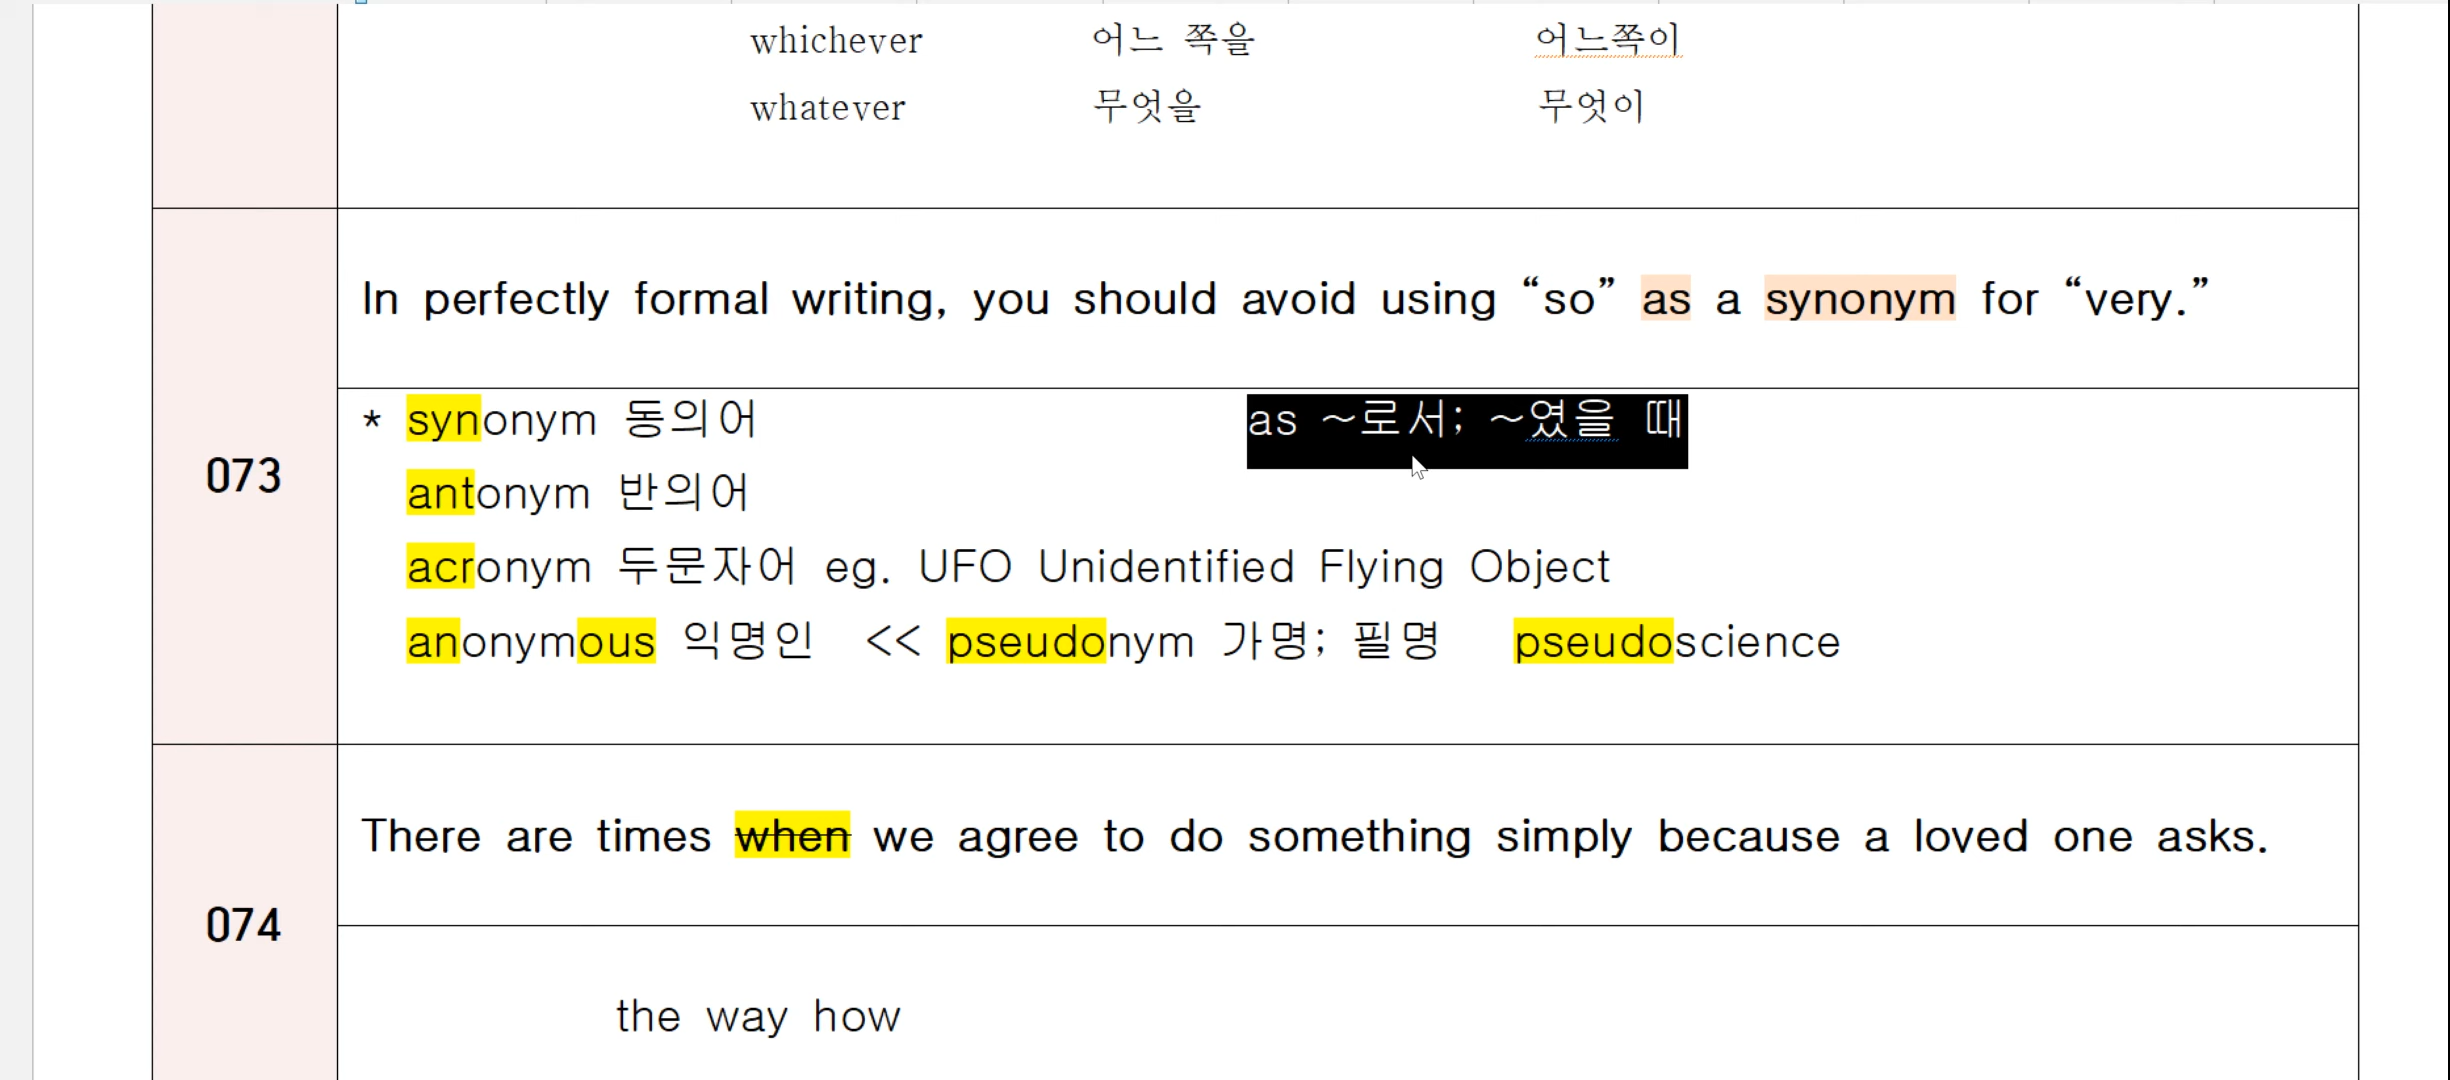 whichever 어느 쪽을 어느쪽이
whatever 무엇을 무엇이
In perfectly formal writing, you should avoid using “so” as a synonym for “very.”
073
* synonym 동의어 as ~로서; ~였을 때
antonym 반의어
acronym 두문자어 eg. UFO Unidentified Flying Object
anonymous 익명인 << pseudonym 가명; 필명 pseudoscience
There are times when we agree to do something simply because a loved one asks.
074
the way how